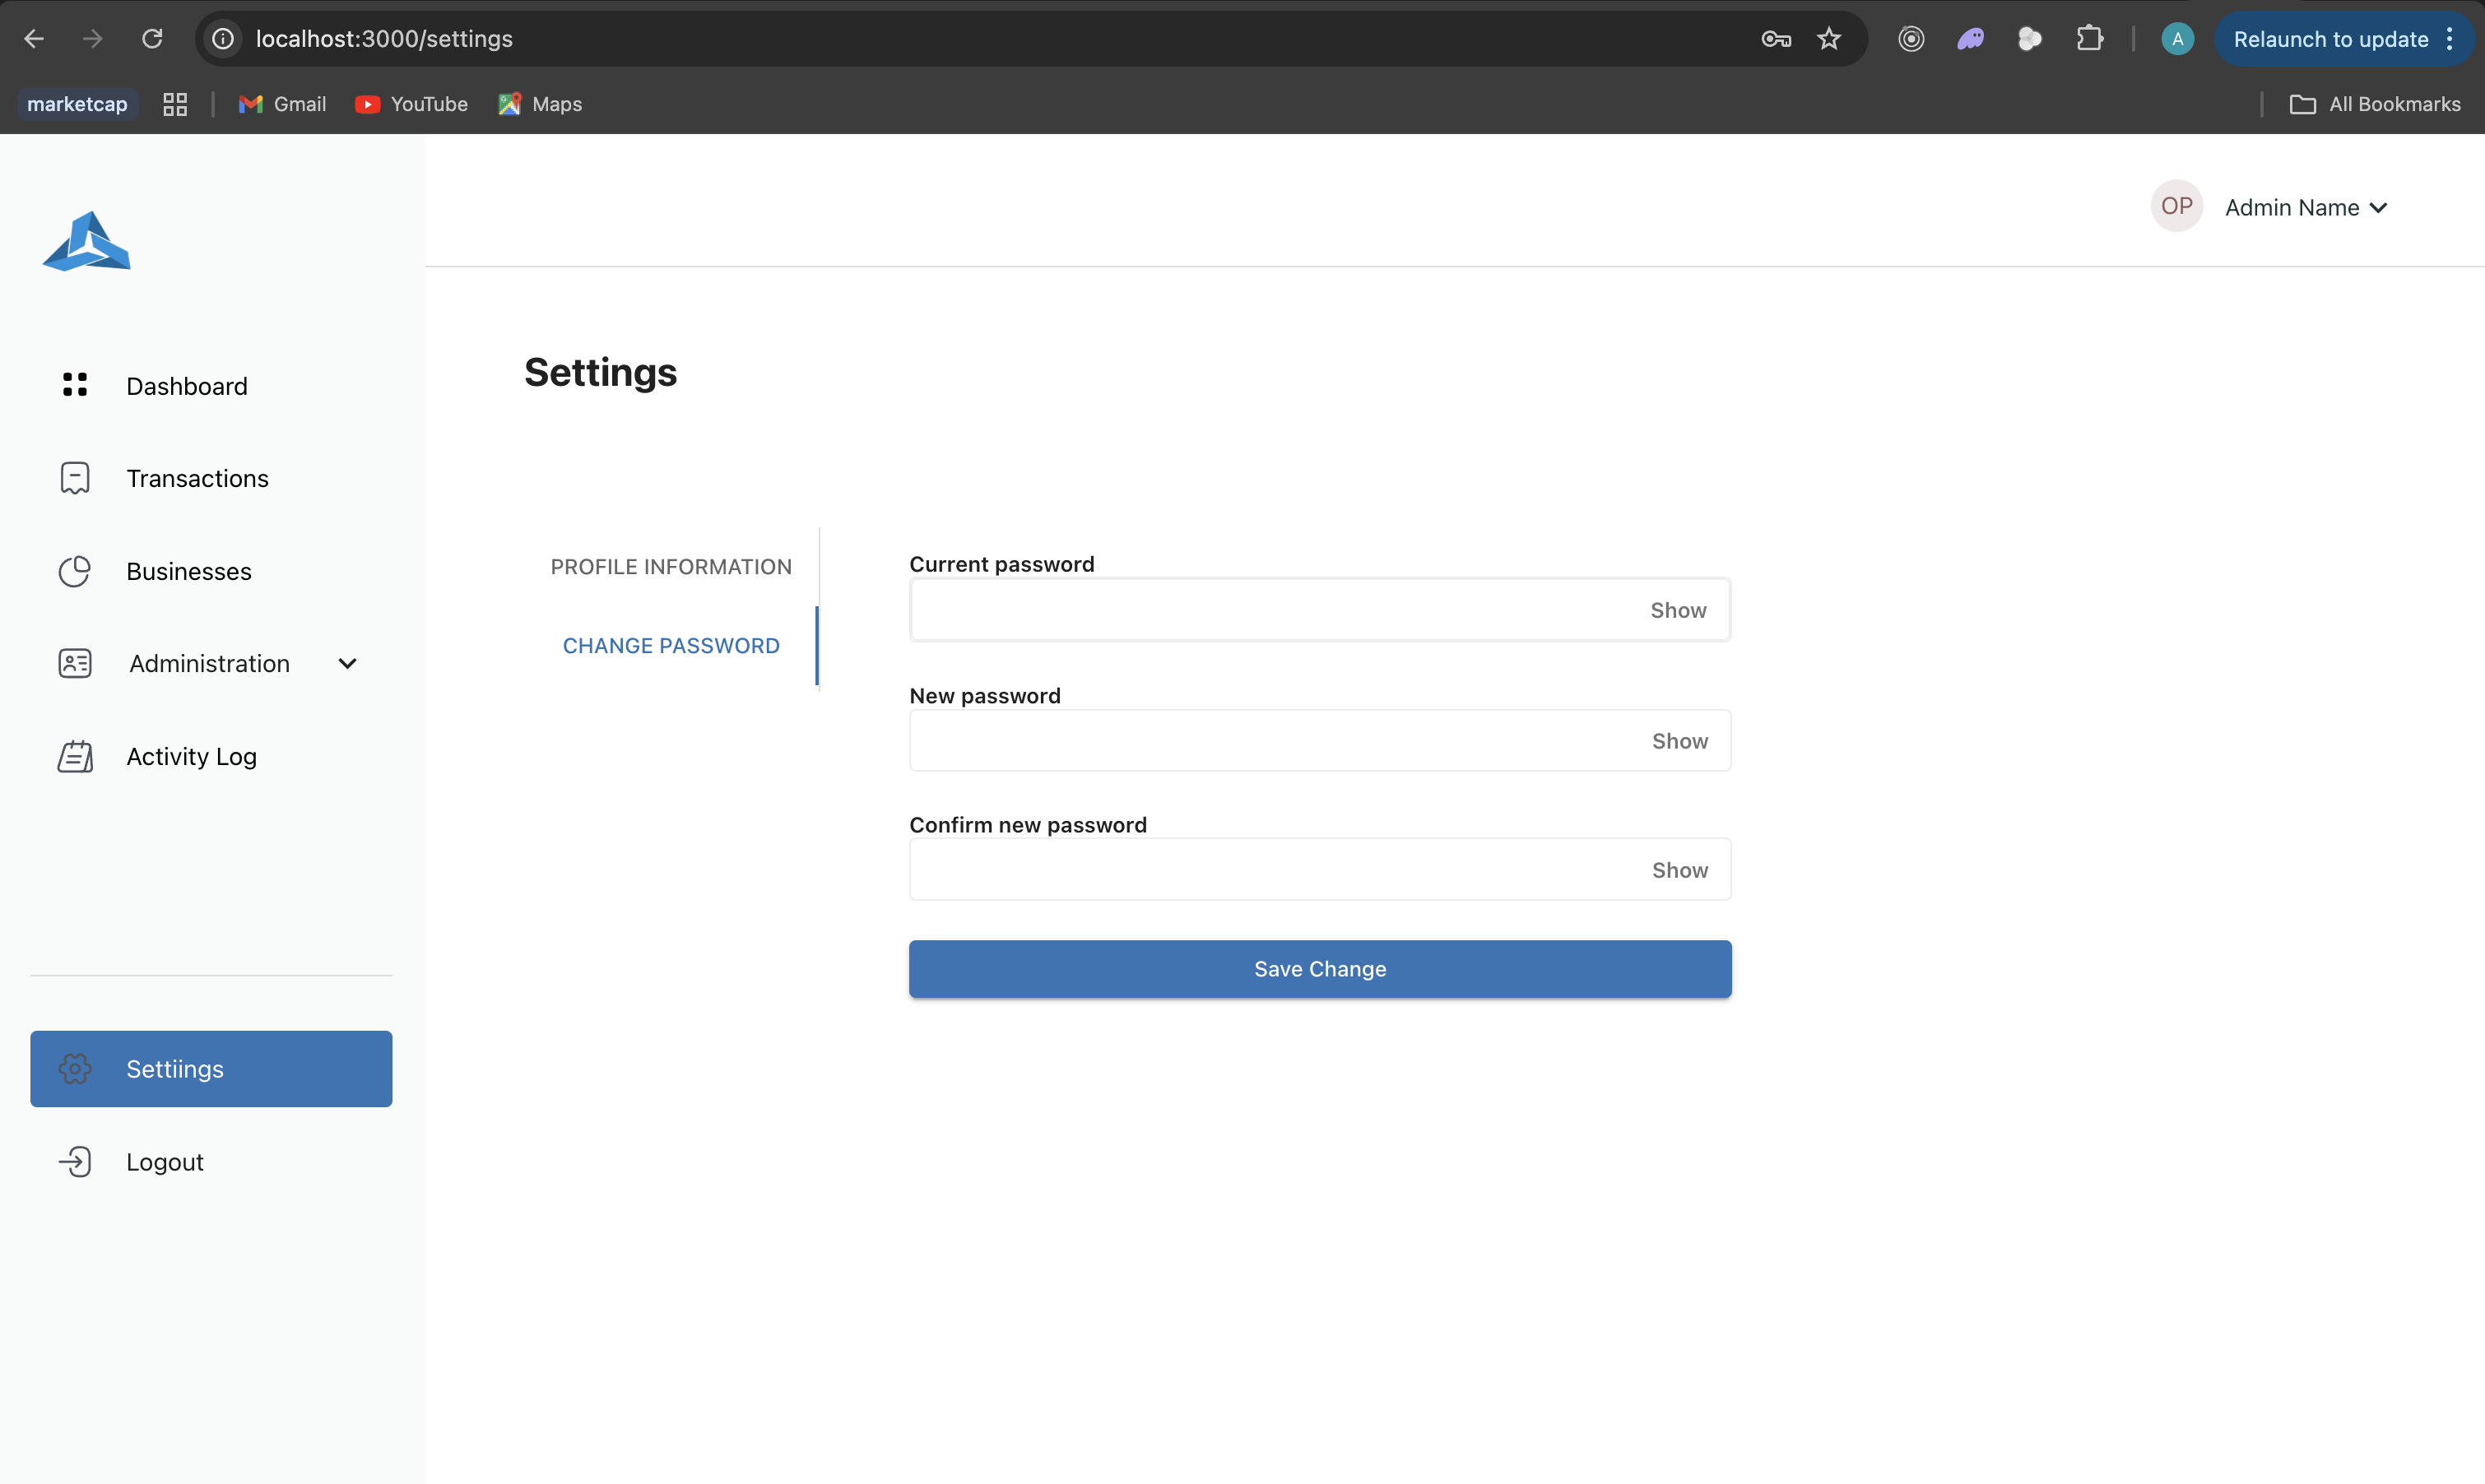 localhost:3000/settings
A
Relaunch to update
marketcap
Gmail
YouTube
Maps
All Bookmarks
OP
Admin Name
Dashboard
Transactions
Businesses
Administration
Activity Log
Settiings
Logout
Settings
PROFILE INFORMATION
CHANGE PASSWORD
Current password
Show
New password
Show
Confirm new password
Show
Save Change